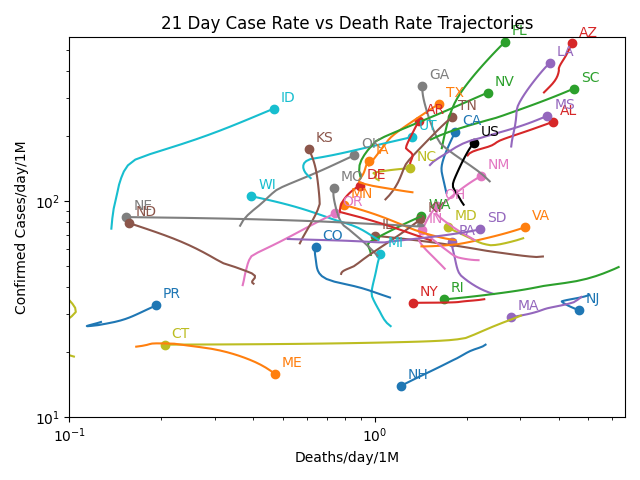 21 Day Case Rate vs Death Rate Trajectories
FL
AZ
LA
GA
NV
SC
ID
TX
AR
TN
MS
AL
CA
UT
US
KS
OK
IA
NC
NM
MO
DE
WI
MN
OR
OH
NE
ND
WA
KY
IN
MD
PA
SD
VA
IL
CO
MI
PR
NY
RI
MA
NJ
CT
ME
NH
10²
10¹
10⁻¹
10⁰
Confirmed Cases/day/1M
Deaths/day/1M